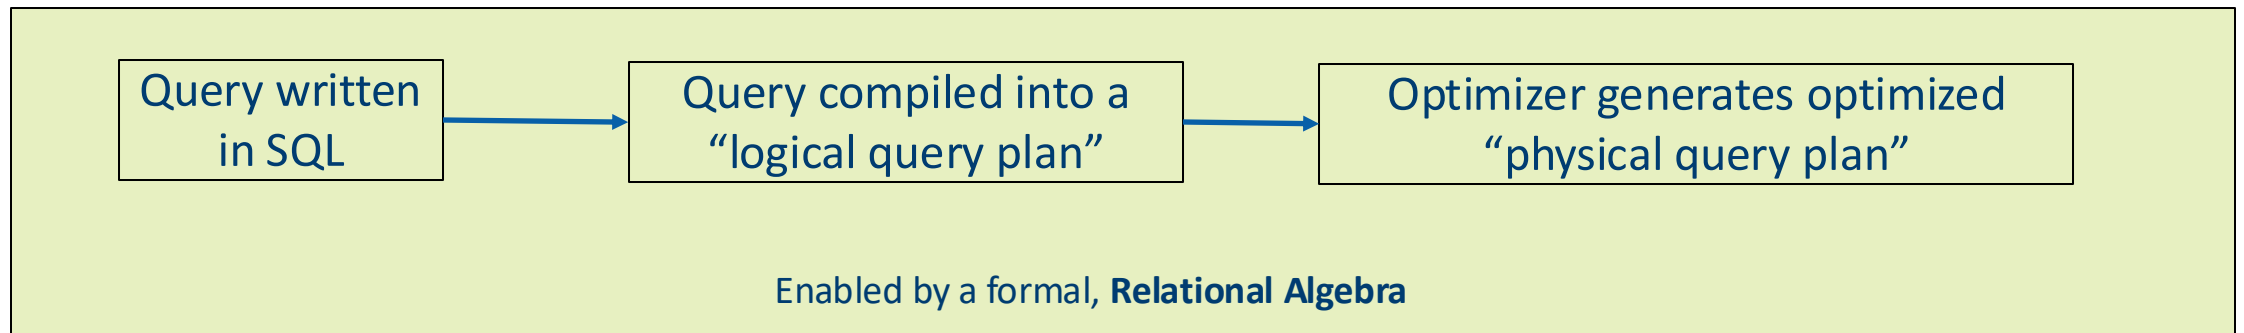 Query written
in SQL
Query compiled into a
“logical query plan”
Optimizer generates optimized
“physical query plan”
Enabled by a formal, Relational Algebra